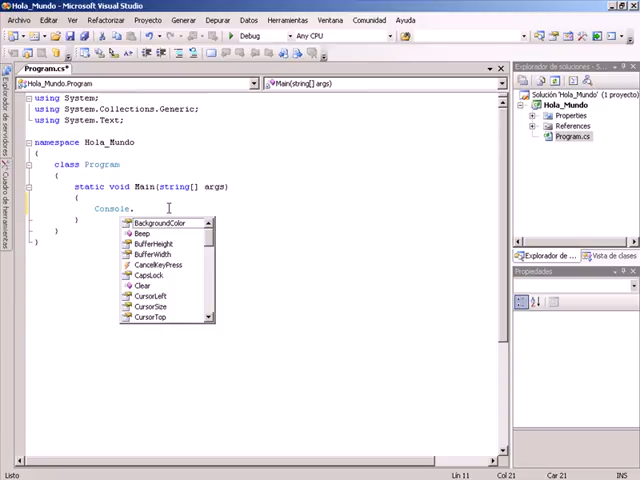 Hola_Mundo - Microsoft Visual Studio
Archivo Editar Ver Refactorizar Proyecto Generar Depurar Datos Herramientas Ventana Comunidad Ayuda
Debug Any CPU
Program.cs*
Hola_Mundo.Program Main(string[] args)
using System;
using System.Collections.Generic;
using System.Text;
namespace Hola_Mundo
{
class Program
{
static void Main(string[] args)
{
Console.
}
}
}
BackgroundColor
Beep
BufferHeight
BufferWidth
CancelKeyPress
CapsLock
Clear
CursorLeft
CursorSize
CursorTop
Explorador de servidores
Cuadro de herramientas
Explorador de soluciones - S...
Solución 'Hola_Mundo' (1 proyecto)
Hola_Mundo
Properties
References
Program.cs
Explorador de ... Vista de clases
Propiedades
Listo Lín 11 Col 21 Car 21